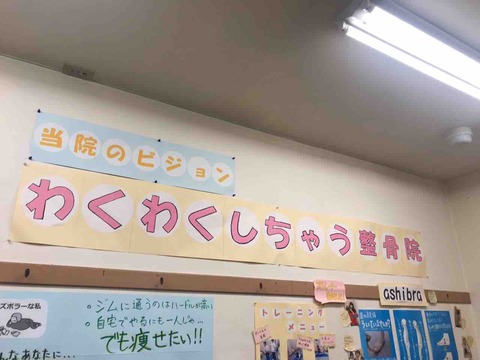 当院のビジョン
わくわくしちゃう整骨院
ズボラーな私
・ジムに通うのはハードルが高い
・自宅でやるにも一人じゃ…
でも痩せたい!!
んなあなたに…
トレーニング
メニュー
ashibra